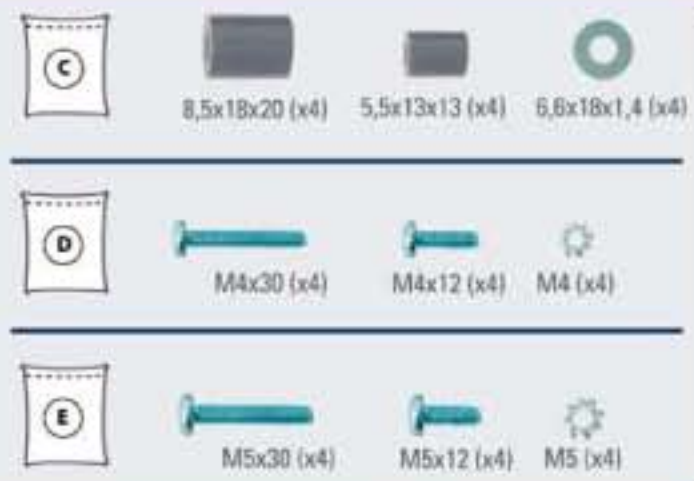 C
8,5x18x20 (x4) 5,5x13x13 (x4) 6,6x18x1,4 (x4)
D
M4x30 (x4) M4x12 (x4) M4 (x4)
E
M5x30 (x4) M5x12 (x4) M5 (x4)